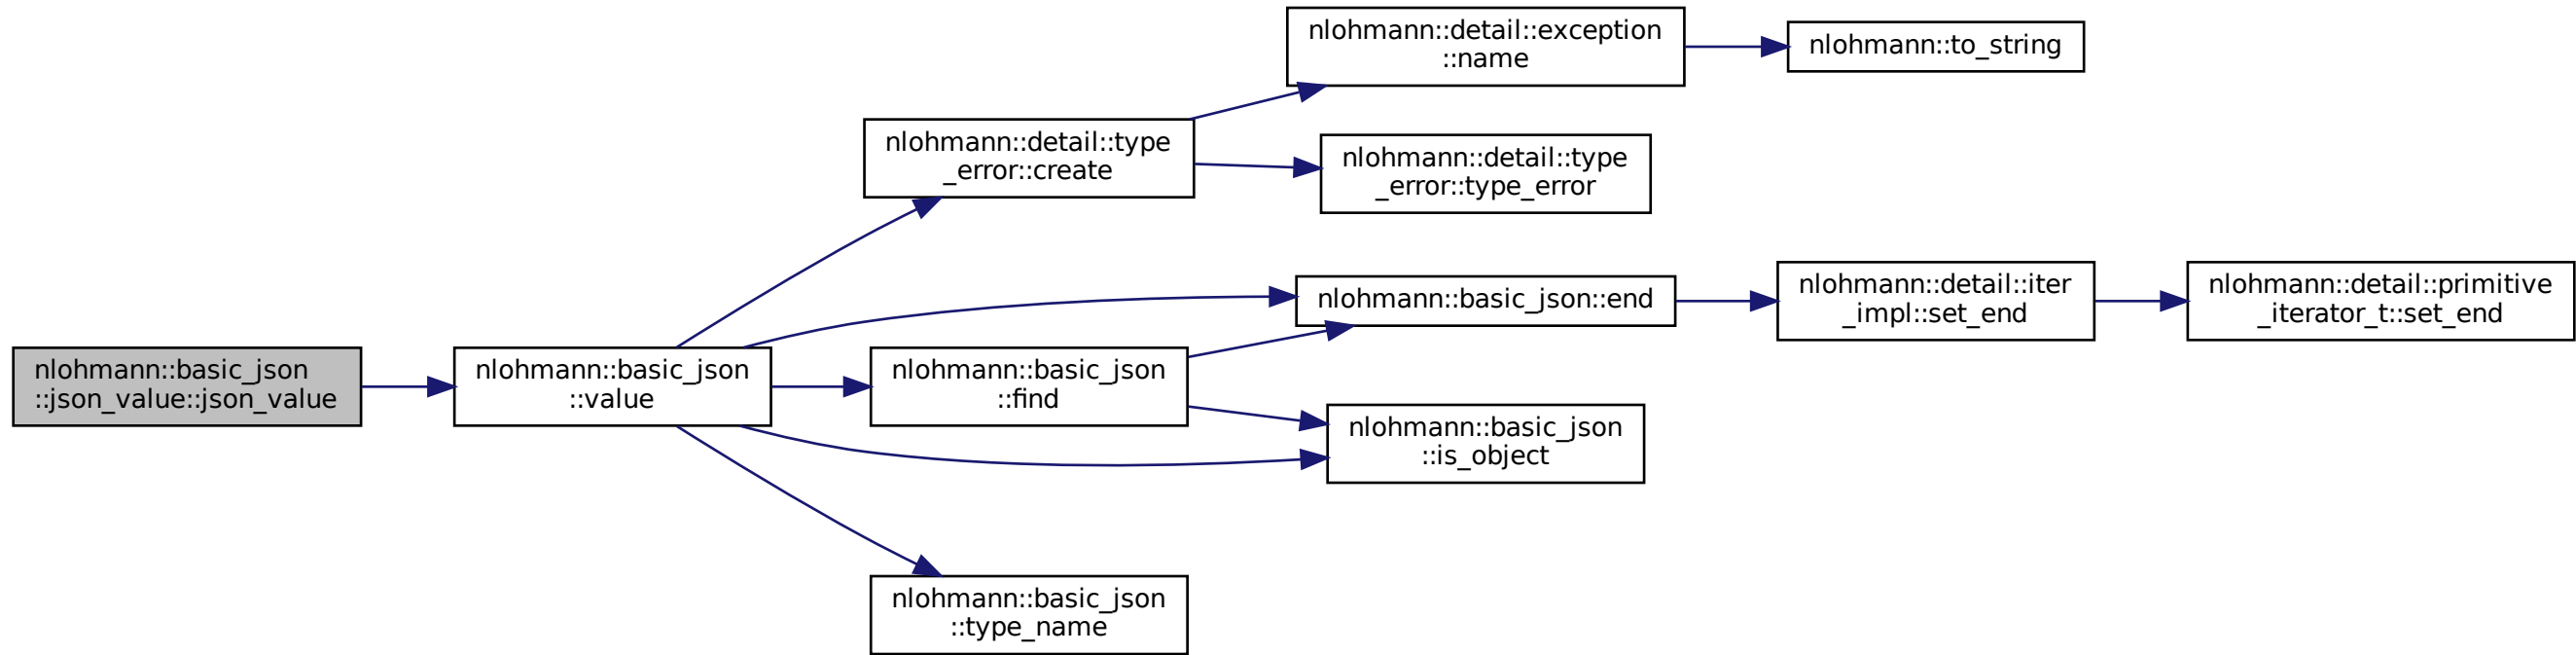 nlohmann::basic_json
::json_value::json_value
nlohmann::basic_json
::value
nlohmann::detail::type
_error::create
nlohmann::detail::exception
::name
nlohmann::to_string
nlohmann::detail::type
_error::type_error
nlohmann::basic_json::end
nlohmann::detail::iter
_impl::set_end
nlohmann::detail::primitive
_iterator_t::set_end
nlohmann::basic_json
::find
nlohmann::basic_json
::is_object
nlohmann::basic_json
::type_name